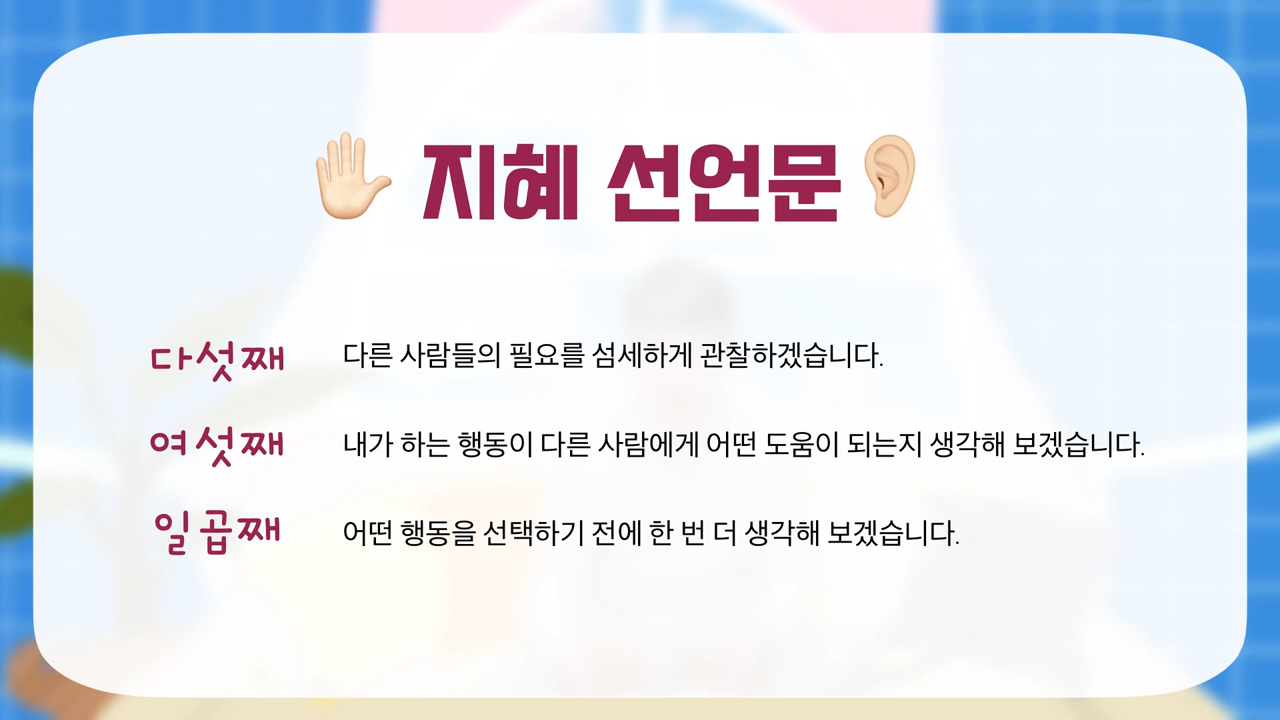 지혜 선언문
다섯째 다른 사람들의 필요를 섬세하게 관찰하겠습니다.
여섯째 내가 하는 행동이 다른 사람에게 어떤 도움이 되는지 생각해 보겠습니다.
일곱째 어떤 행동을 선택하기 전에 한 번 더 생각해 보겠습니다.